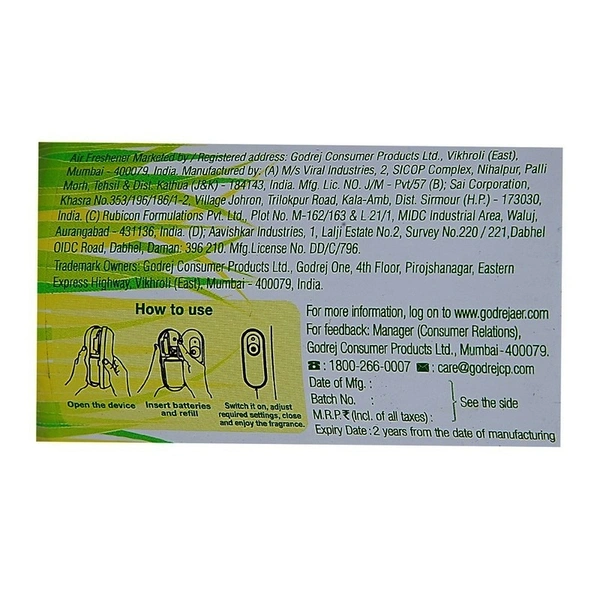 Air Freshener Marketed by / Registered address: Godrej Consumer Products Ltd., Vikhroli (East),
Mumbai - 400079, India. Manufactured by: (A) M/s Viral Industries, 2, SICOP Complex, Nihalpur, Palli
Morh, Tehsil & Dist. Kathua (J&K) - 184143, India. Mfg. Lic. NO. J/M - Pvt/57 (B); Sai Corporation,
Khasra No.353/196/186/1-2, Village Johron, Trilokpur Road, Kala-Amb, Dist. Sirmour (H.P.) - 173030,
India. (C) Rubicon Formulations Pvt. Ltd., Plot No. M-162/163 & L 21/1, MIDC Industrial Area, Waluj,
Aurangabad - 431136, India. (D); Aavishkar Industries, 1, Lalji Estate No.2, Survey No.220 / 221,Dabhel
OIDC Road, Dabhel, Daman: 396 210. Mfg.License No. DD/C/796.
Trademark Owners: Godrej Consumer Products Ltd., Godrej One, 4th Floor, Pirojshanagar, Eastern
Express Highway, Vikhroli (East), Mumbai - 400079, India.
How to use
Open the device
Insert batteries
and refill
Switch it on, adjust
required settings, close
and enjoy the fragrance.
For more information, log on to www.godrejaer.com
For feedback: Manager (Consumer Relations),
Godrej Consumer Products Ll., Mumbai-400079.
☎: 1800-266-0007 ✉: care@godrejcp.com
Date of Mfg. :
Batch No. :
M.R.P.₹ (Incl. of all taxes) :
See the side
Expiry Date : 2 years from the date of manufacturing